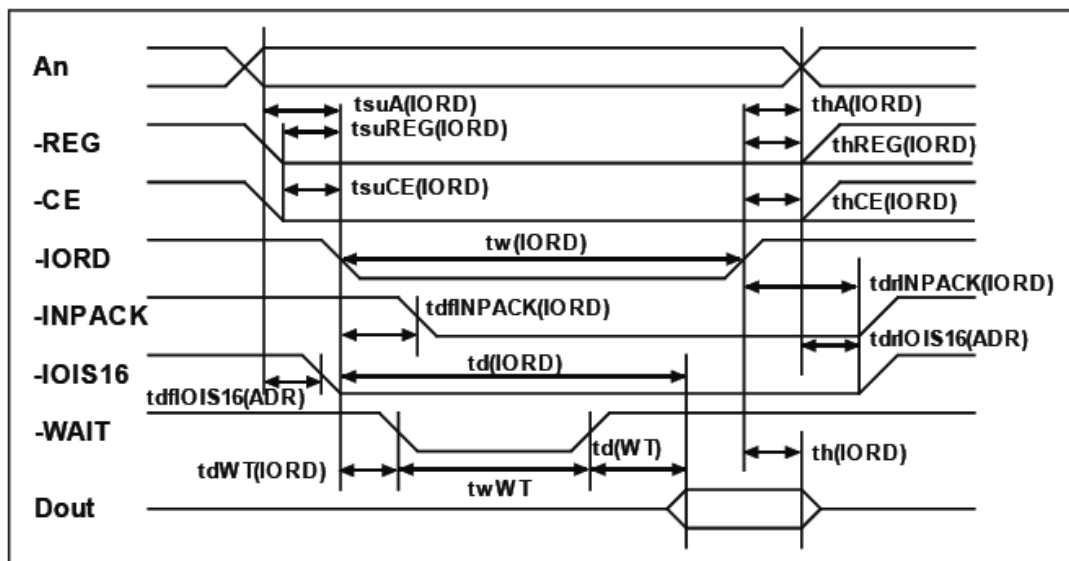 An
tsuA(IORD)
thA(IORD)
tsuREG(IORD)
-REG
thREG(IORD)
tsuCE(IORD)
-CE
thCE(IORD)
tw(IORD)
-IORD
tdrINPACK(IORD)
tdfINPACK(IORD)
-INPACK
tdrIOIS16(ADR)
td(IORD)
-IOIS16
tdfIOIS16(ADR)
-WAIT
td(WT)
th(IORD)
tdWT(IORD)
twWT
Dout